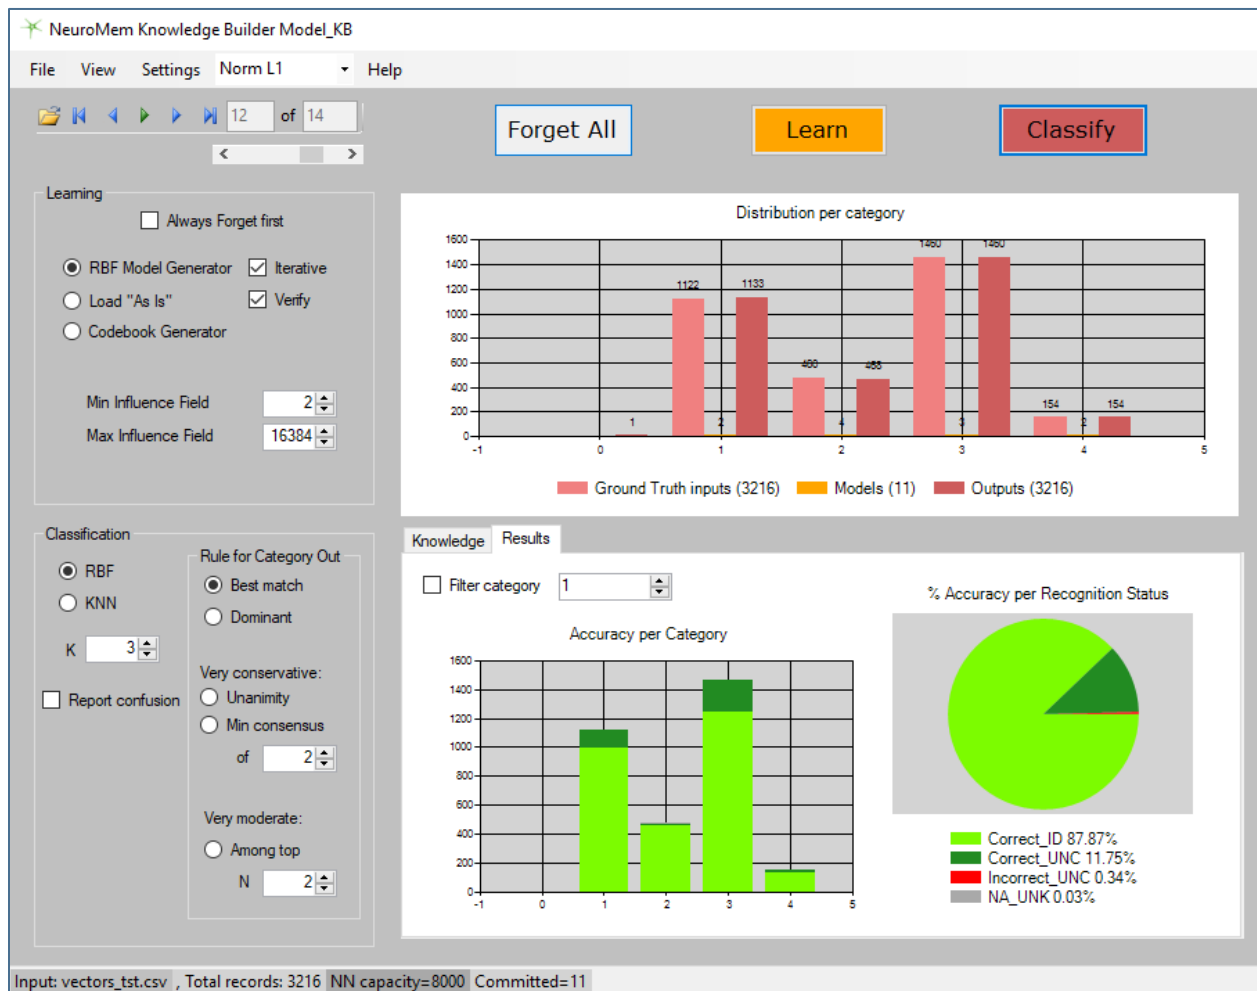 NeuroMem Knowledge Builder Model_KB
File View Settings Norm L1 Help
12 of 14
Forget All Learn Classify
Learning
Always Forget first
RBF Model Generator Iterative
Load "As Is" Verify
Codebook Generator
Min Influence Field 2
Max Influence Field 16384
Distribution per category
1600
1400
1200
1000
800
600
400
200
0
1 1122 2 1133 480 4 1460 3 1460 154 2 154
-1 0 1 2 3 4 5
Ground Truth inputs (3216) Models (11) Outputs (3216)
Classification
RBF
KNN
K 3
Report confusion
Rule for Category Out
Best match
Dominant
Very conservative:
Unanimity
Min consensus
of 2
Very moderate:
Among top
N 2
Knowledge Results
Filter category 1
Accuracy per Category
1600
1400
1200
1000
800
600
400
200
0
-1 0 1 2 3 4 5
% Accuracy per Recognition Status
Correct_ID 87.87%
Correct_UNC 11.75%
Incorrect_UNC 0.34%
NA_UNK 0.03%
Input: vectors_tst.csv , Total records: 3216 NN capacity=8000 Committed=11